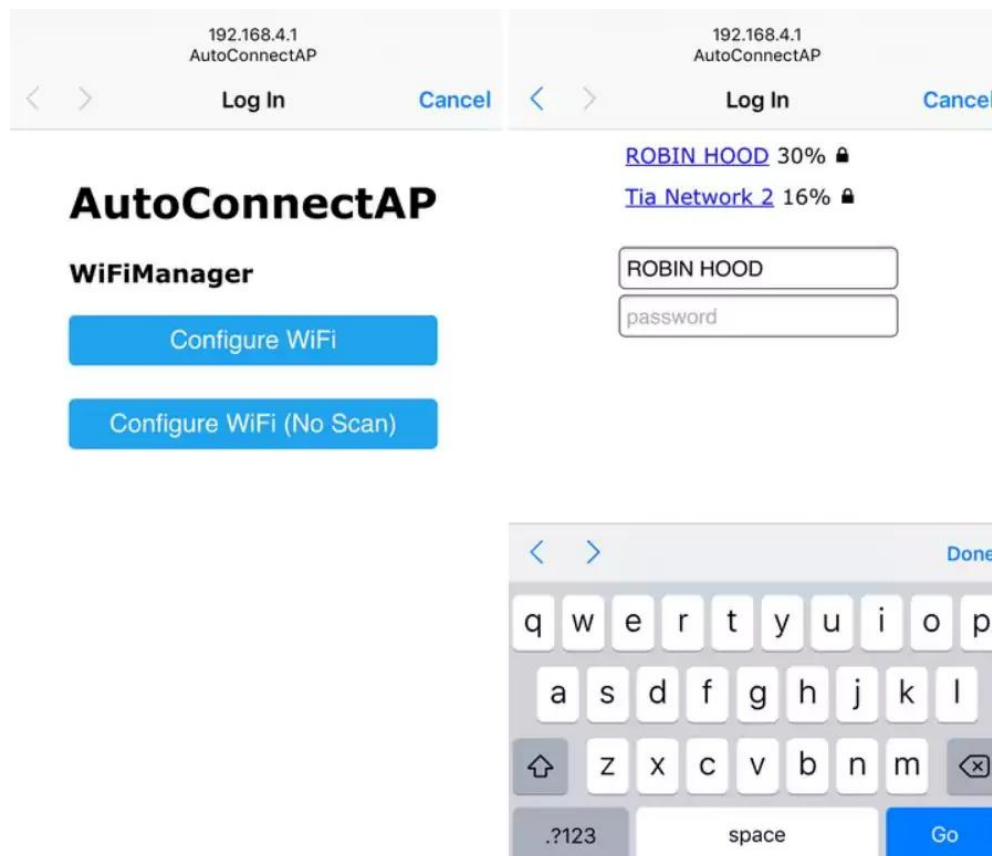 192.168.4.1
AutoConnectAP
Log In Cancel
AutoConnectAP
WiFiManager
Configure WiFi
Configure WiFi (No Scan)
192.168.4.1
AutoConnectAP
Log In Cancel
ROBIN HOOD 30%
Tia Network 2 16%
ROBIN HOOD
password
Done
q w e r t y u i o p
a s d f g h j k l
z x c v b n m
.?123 space Go